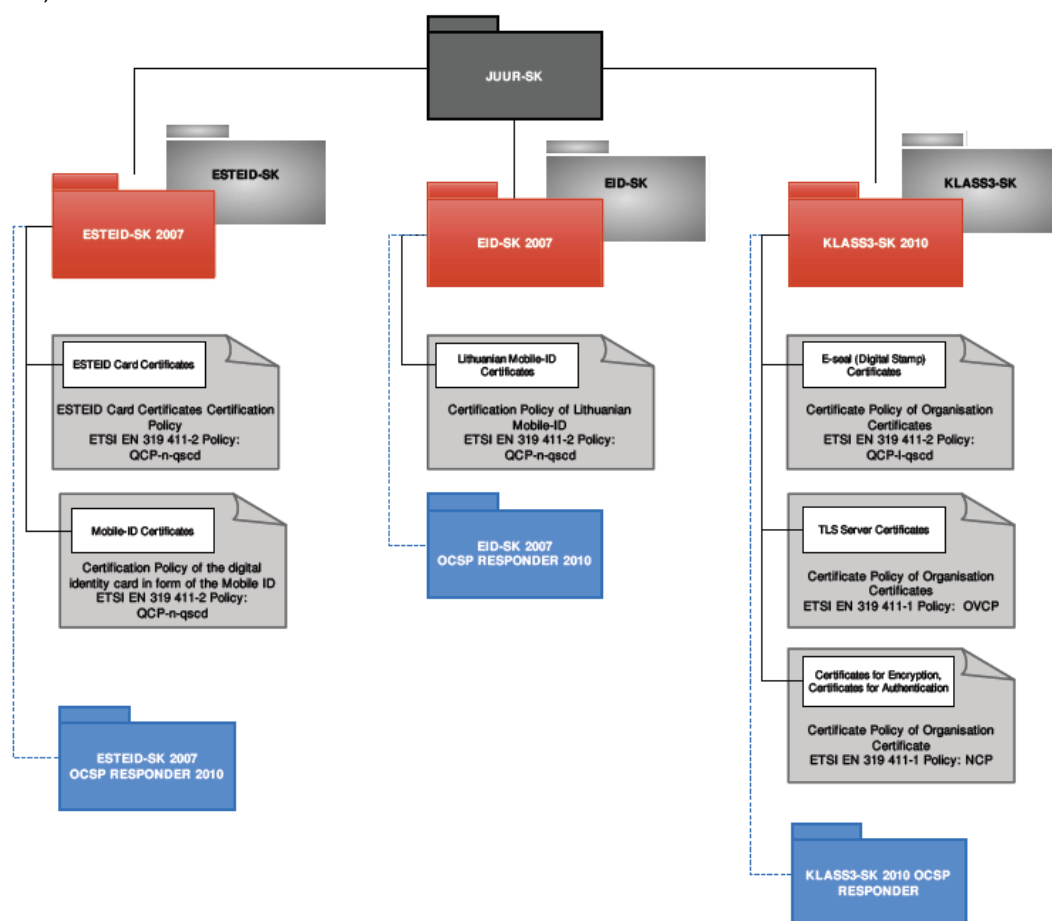 JUUR-SK
ESTEID-SK
ESTEID-SK 2007
EID-SK
EID-SK 2007
KLASS3-SK
KLASS3-SK 2010
ESTEID Card Certificates
ESTEID Card Certificates Certification
Policy
ETSI EN 319 411-2 Policy:
QCP-n-qscd
Mobile-ID Certificates
Certification Policy of the digital
identity card in form of the Mobile ID
ETSI EN 319 411-2 Policy:
QCP-n-qscd
ESTEID-SK 2007
OCSP RESPONDER 2010
Lithuanian Mobile-ID
Certificates
Certification Policy of Lithuanian
Mobile-ID
ETSI EN 319 411-2 Policy:
QCP-n-qscd
EID-SK 2007
OCSP RESPONDER 2010
E-seal (Digital Stamp)
Certificates
Certificate Policy of Organisation
Certificates
ETSI EN 319 411-2 Policy:
QCP-l-qscd
TLS Server Certificates
Certificate Policy of Organisation
Certificates
ETSI EN 319 411-1 Policy: OVCP
Certificates for Encryption,
Certificates for Authentication
Certificate Policy of Organisation
Certificate
ETSI EN 319 411-1 Policy: NCP
KLASS3-SK 2010 OCSP
RESPONDER